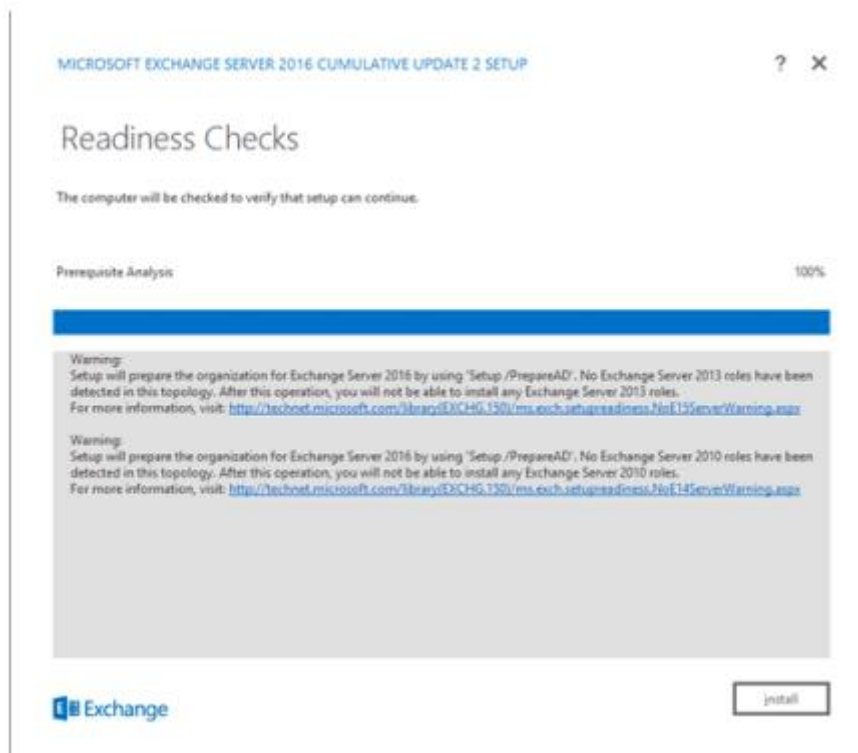 MICROSOFT EXCHANGE SERVER 2016 CUMULATIVE UPDATE 2 SETUP ? ✕
Readiness Checks
The computer will be checked to verify that setup can continue.
Prerequisite Analysis 100%
Warning:
Setup will prepare the organization for Exchange Server 2016 by using 'Setup /PrepareAD'. No Exchange Server 2013 roles have been
detected in this topology. After this operation, you will not be able to install any Exchange Server 2013 roles.
For more information, visit: http://technet.microsoft.com/library(EXCHG.150)/ms.exch.setupreadiness.NoE15ServerWarning.aspx
Warning:
Setup will prepare the organization for Exchange Server 2016 by using 'Setup /PrepareAD'. No Exchange Server 2010 roles have been
detected in this topology. After this operation, you will not be able to install any Exchange Server 2010 roles.
For more information, visit: http://technet.microsoft.com/library(EXCHG.150)/ms.exch.setupreadiness.NoE14ServerWarning.aspx
Exchange
install